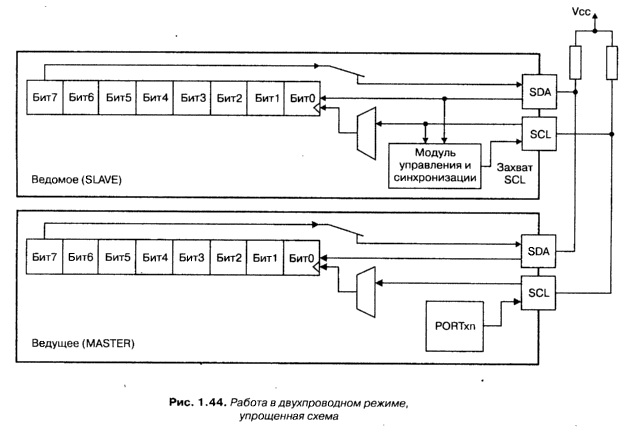 Vcc
Бит7 Бит6 Бит5 Бит4 Бит3 Бит2 Бит1 Бит0
SDA
SCL
Модуль
управления и
синхронизации
Захват
SCL
Ведомое (SLAVE)
Бит7 Бит6 Бит5 Бит4 Бит3 Бит2 Бит1 Бит0
SDA
SCL
PORTxn
Ведущее (MASTER)
Рис. 1.44. Работа в двухпроводном режиме,
упрощенная схема